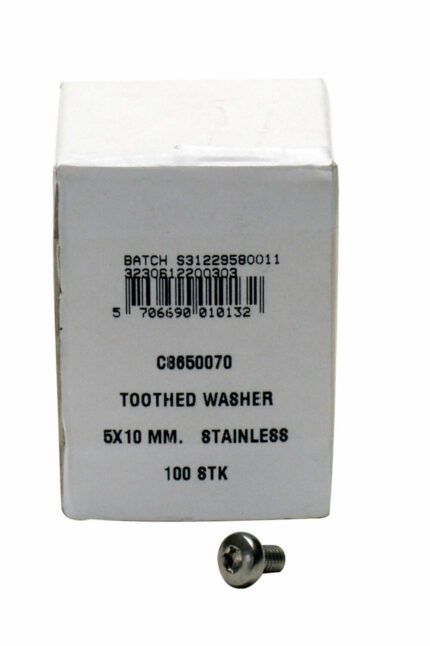 BATCH S31229580011
3230612200303
5 706690 010132
C8650070
TOOTHED WASHER
5X10 MM. STAINLESS
100 STK